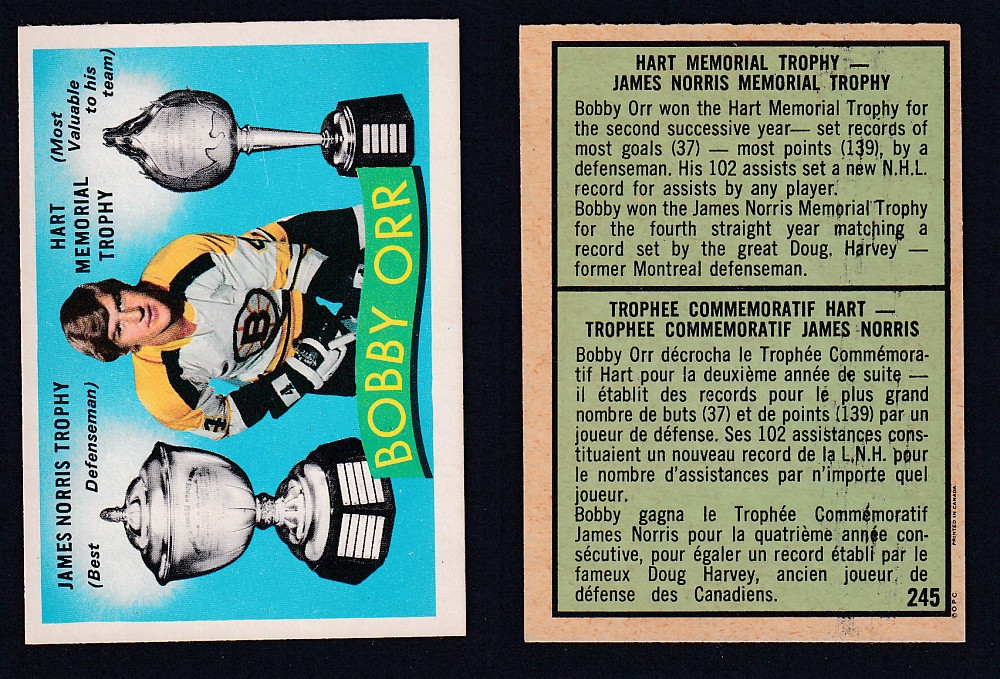 JAMES NORRIS TROPHY
(Best Defenseman)
HART
MEMORIAL
TROPHY
(Most
Valuable
to his
team)
B
4
BOBBY ORR
HART MEMORIAL TROPHY —
JAMES NORRIS MEMORIAL TROPHY
Bobby Orr won the Hart Memorial Trophy for
the second successive year— set records of
most goals (37) — most points (139), by a
defenseman. His 102 assists set a new N.H.L.
record for assists by any player.
Bobby won the James Norris Memorial Trophy
for the fourth straight year matching a
record set by the great Doug. Harvey —
former Montreal defenseman.
TROPHEE COMMEMORATIF HART —
TROPHEE COMMEMORATIF JAMES NORRIS
Bobby Orr décrocha le Trophée Commémora-
tif Hart pour la deuxième année de suite —
il établit des records pour le plus grand
nombre de buts (37) et de points (139) par un
joueur de défense. Ses 102 assistances cons-
tituaient un nouveau record de la L.N.H. pour
le nombre d'assistances par n'importe quel
joueur.
Bobby gagna le Trophée Commémoratif
James Norris pour la quatrième année con-
sécutive, pour égaler un record établi par le
fameux Doug Harvey, ancien joueur de
défense des Canadiens.
245
© O P C
PRINTED IN CANADA